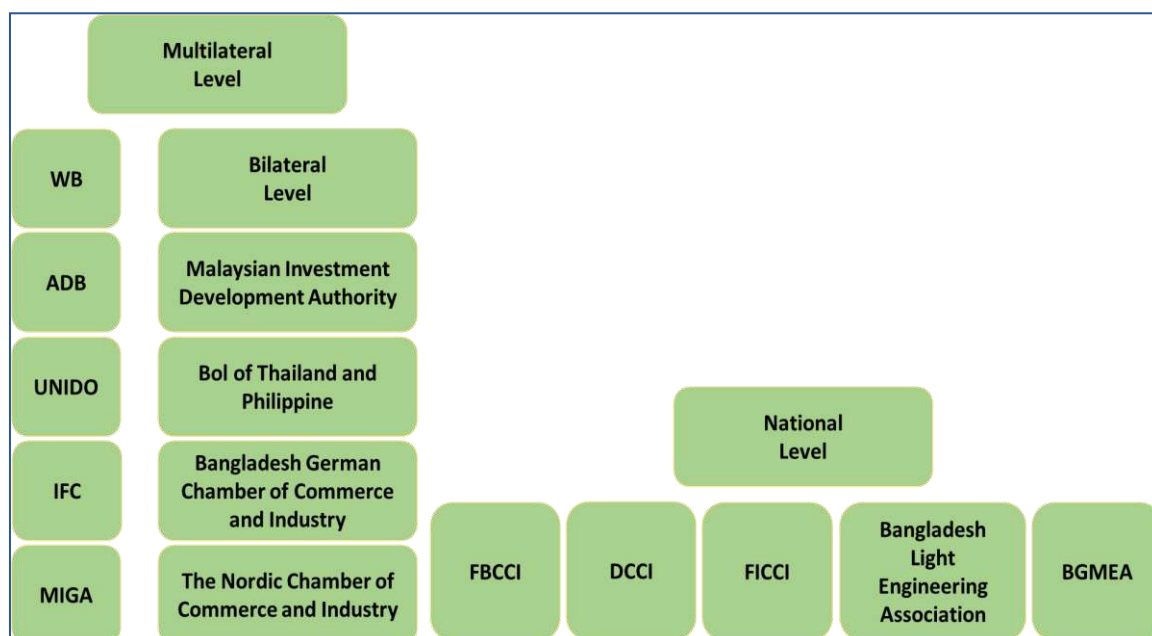 Multilateral
Level
WB
Bilateral
Level
ADB
Malaysian Investment
Development Authority
UNIDO
BoI of Thailand and
Philippine
National
Level
IFC
Bangladesh German
Chamber of Commerce
and Industry
MIGA
The Nordic Chamber of
Commerce and Industry
FBCCI
DCCI
FICCI
Bangladesh
Light
Engineering
Association
BGMEA